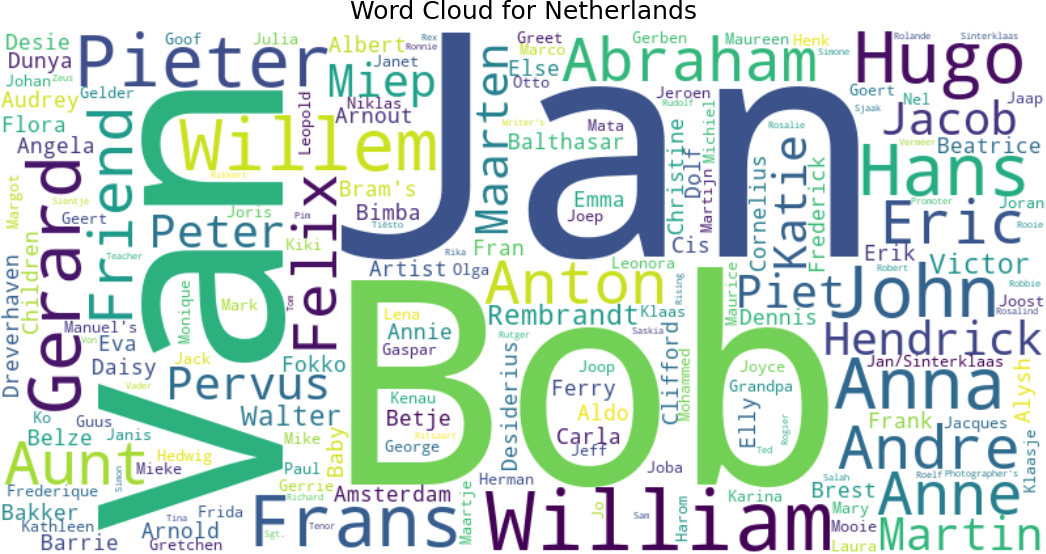 Word Cloud for Netherlands
Desie
Goof
Julia
Albert
Rex
Ronnie
Greet
Marco
Gerben
Maureen
Henk
Simone
Rolande
Sinterklaas
Dunya
Pieter
Janet
Miep
Else
Otto
Abraham
Hugo
Johan
Zeus
Gelder
Audrey
Niklas
Arnout
Leopold
Maarten
Jan
Jeroen
Rudolf
Goert
Nel
Jaap
Sjaak
Jacob
Flora
Friend
Van
Willem
Writer's
Balthasar
Mata
Michiel
Rosalie
Vermeer
Beatrice
Angela
Gerard
Rikkert
Felix
Bram's
Emma
Christine
Dolf
Martijn
Katie
Frederick
Hans
Margot
Sientje
Geert
Peter
Joris
Pim
Bimba
Tiësto
Joep
Cornelius
Promoter
Joran
Eric
Rooie
Children
Teacher
Kiki
Rika
Fran
Cis
Erik
Dreverhaven
Artist
Olga
Leonora
Robert
Victor
Monique
Mark
Tom
Anton
Rising
Maurice
Piet
John
Robbie
Joost
Rosalind
Manuel's
Von
Eva
Lena
Annie
Rembrandt
Klaas
Dennis
Rutger
Saskia
Hendrick
Daisy
Jack
Fokko
Gaspar
Bob
Desiderius
Joop
Clifford
Mohammed
Joyce
Jan/Sinterklaas
Vader
Pervus
Kenau
Ferry
Grandpa
Anna
Alysh
Ko
Guus
Walter
Betje
Aldo
Elly
Rogier
Frank
Jacques
Belze
Janis
Mike
Baby
Ritsaart
George
Carla
Jeff
Ted
Andre
Klaasje
Aunt
Hedwig
Mieke
Simon
Paul
Joba
Salah
Roelf
Photographer's
Frederique
Gerrie
Richard
Amsterdam
Maartje
Herman
William
Jo
Sam
Harom
Karina
Brest
Anne
Bakker
Tina
Frida
Frans
Tenor
Mary
Kathleen
Arnold
Sgt.
Mooie
Martin
Barrie
Gretchen
Laura